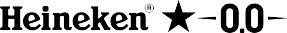 Heineken® ★ -0.0-